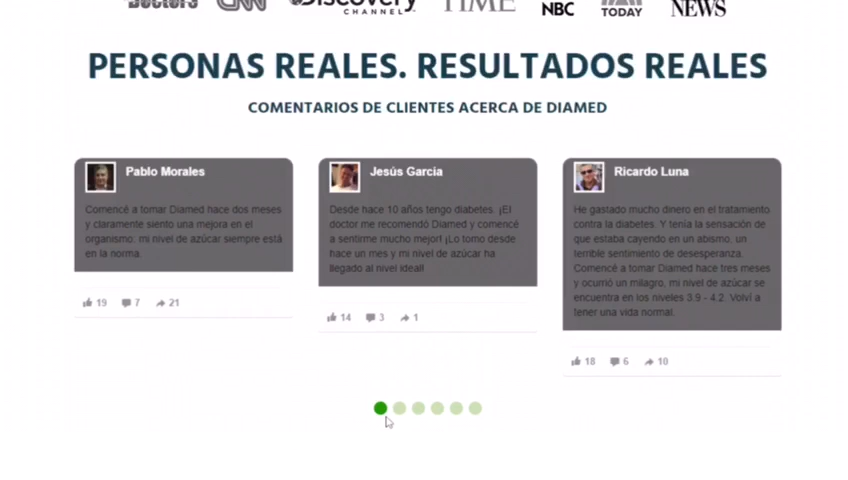 Doctors CNN Discovery TIME NBC TODAY NEWS
CHANNEL
PERSONAS REALES. RESULTADOS REALES
COMENTARIOS DE CLIENTES ACERCA DE DIAMED
Pablo Morales
Comencé a tomar Diamed hace dos meses
y claramente siento una mejora en el
organismo: mi nivel de azúcar siempre está
en la norma.
19 7 21
Jesús Garcia
Desde hace 10 años tengo diabetes. ¡El
doctor me recomendó Diamed y comencé
a sentirme mucho mejor! ¡Lo tomo desde
hace un mes y mi nivel de azúcar ha
llegado al nivel ideal!
14 3 1
Ricardo Luna
He gastado mucho dinero en el tratamiento
contra la diabetes. Y tenía la sensación de
que estaba cayendo en un abismo, un
terrible sentimiento de desesperanza.
Comencé a tomar Diamed hace tres meses
y ocurrió un milagro, mi nivel de azúcar se
encuentra en los niveles 3.9 - 4.2. Volví a
tener una vida normal.
18 6 10